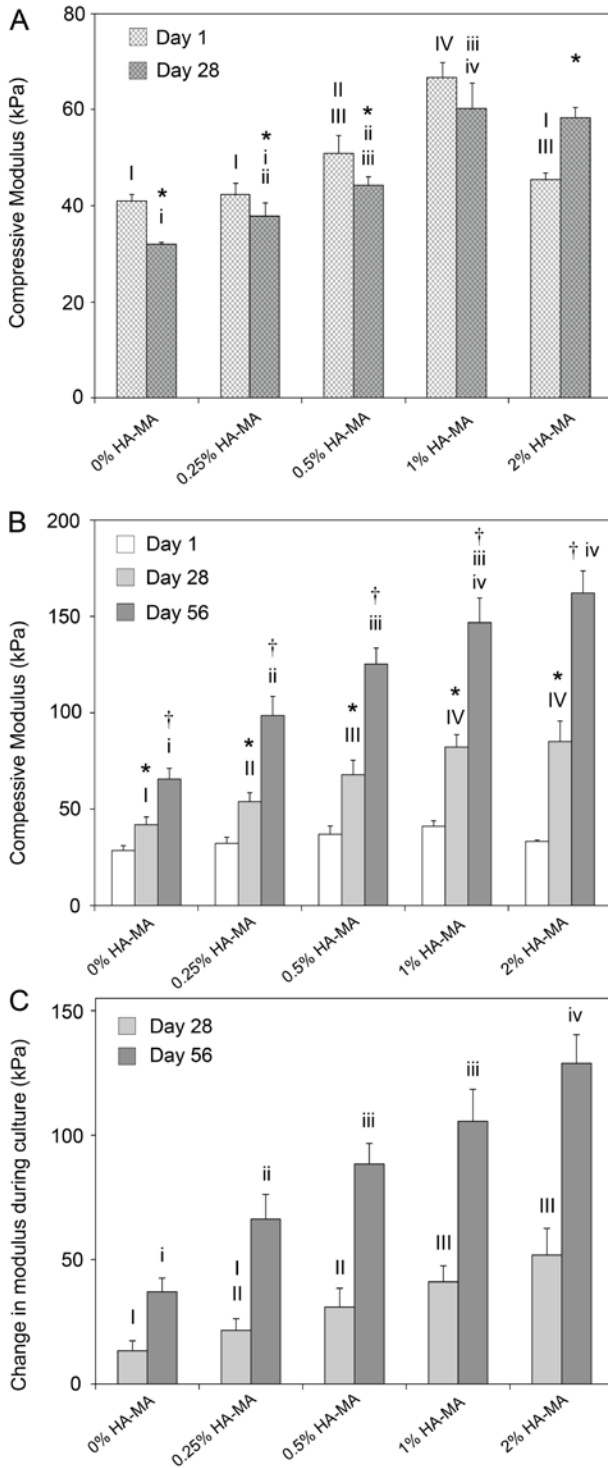 A
80
60
40
20
0
Compressive Modulus (kPa)
Day 1
Day 28
I
*
i
I
*
i
ii
II
III
*
ii
iii
IV
iii
iv
I
III
*
0% HA-MA
0.25% HA-MA
0.5% HA-MA
1% HA-MA
2% HA-MA
B
200
150
100
50
0
Compessive Modulus (kPa)
Day 1
Day 28
Day 56
*
I
†
i
*
II
†
ii
*
III
†
iii
*
IV
†
iii
iv
*
IV
† iv
0% HA-MA
0.25% HA-MA
0.5% HA-MA
1% HA-MA
2% HA-MA
C
150
100
50
0
Change in modulus during culture (kPa)
Day 28
Day 56
I
i
I
II
ii
II
iii
III
iii
III
iv
0% HA-MA
0.25% HA-MA
0.5% HA-MA
1% HA-MA
2% HA-MA